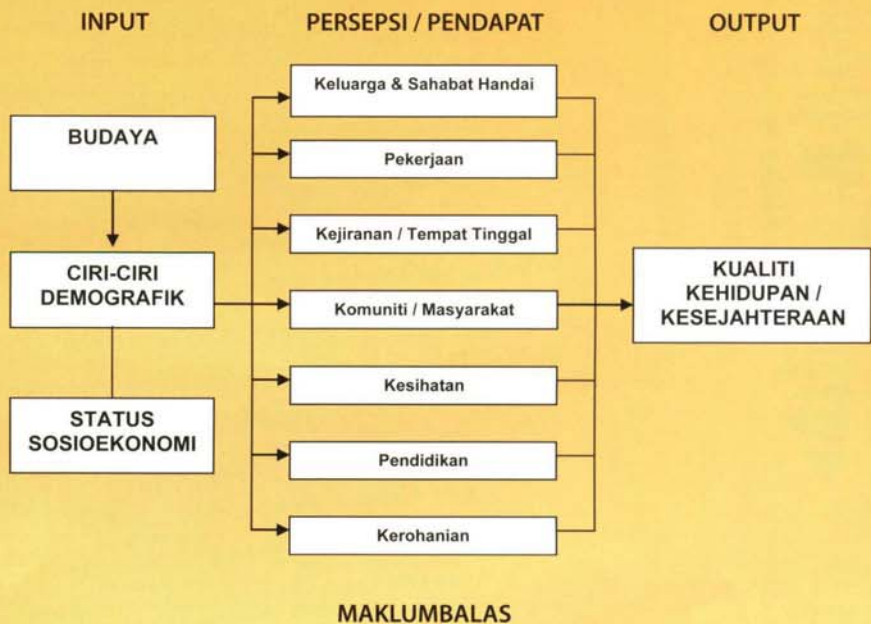 INPUT
PERSEPSI / PENDAPAT
OUTPUT
BUDAYA
CIRI-CIRI
DEMOGRAFIK
STATUS
SOSIOEKONOMI
Keluarga & Sahabat Handai
Pekerjaan
Kejiranan / Tempat Tinggal
Komuniti / Masyarakat
Kesihatan
Pendidikan
Kerohanian
KUALITI
KEHIDUPAN /
KESEJAHTERAAN
MAKLUMBALAS